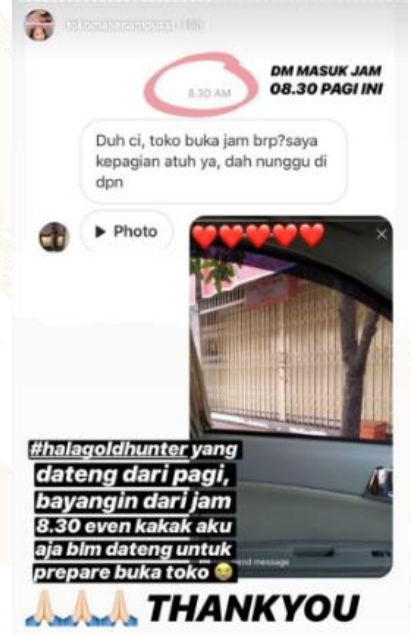 8.30 AM
DM MASUK JAM
08.30 PAGI INI
Duh ci, toko buka jam brp?saya
kepagian atuh ya, dah nunggu di
dpn
Photo
#halagoldhunter yang
dateng dari pagi,
bayangin dari jam
8.30 even kakak aku
aja blm dateng untuk
prepare buka toko
send message
THANKYOU